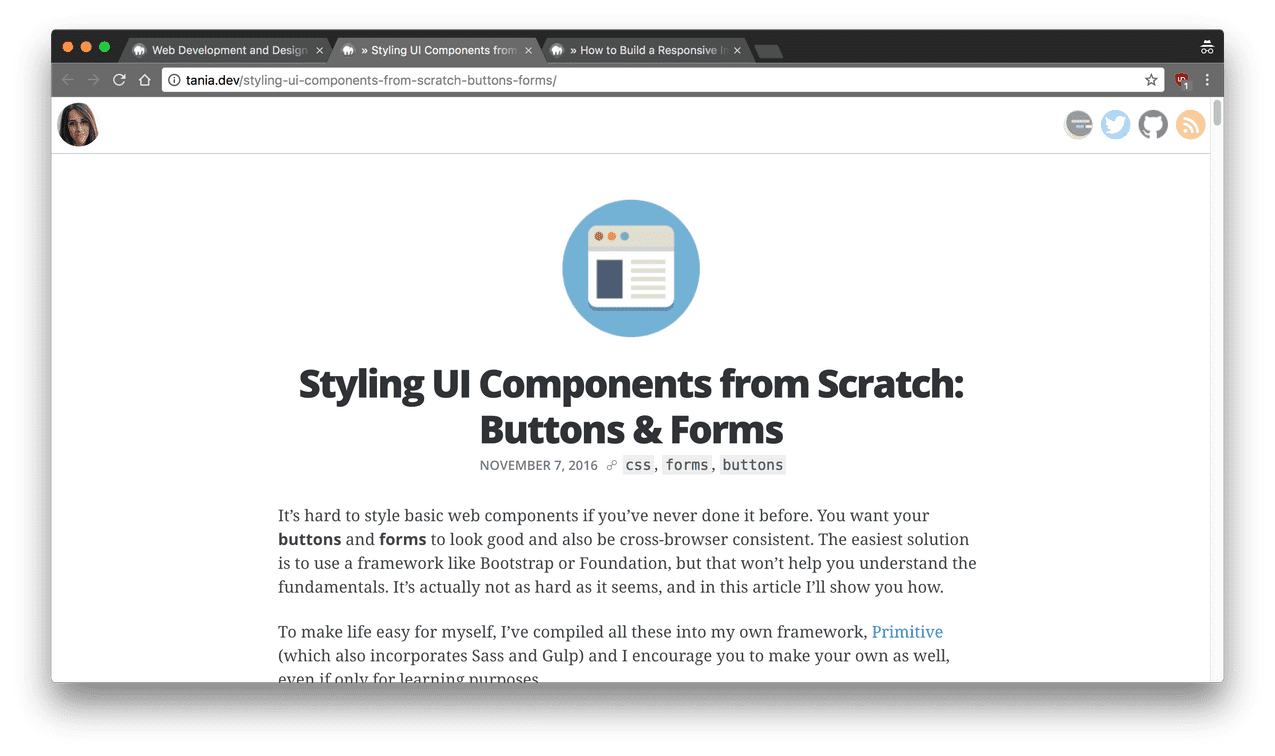 Web Development and Design
» Styling UI Components from
» How to Build a Responsive In
tania.dev/styling-ui-components-from-scratch-buttons-forms/
1
Styling UI Components from Scratch:
Buttons & Forms
NOVEMBER 7, 2016 css, forms, buttons
It’s hard to style basic web components if you’ve never done it before. You want your
buttons and forms to look good and also be cross-browser consistent. The easiest solution
is to use a framework like Bootstrap or Foundation, but that won’t help you understand the
fundamentals. It’s actually not as hard as it seems, and in this article I’ll show you how.
To make life easy for myself, I’ve compiled all these into my own framework, Primitive
(which also incorporates Sass and Gulp) and I encourage you to make your own as well,
even if only for learning purposes.